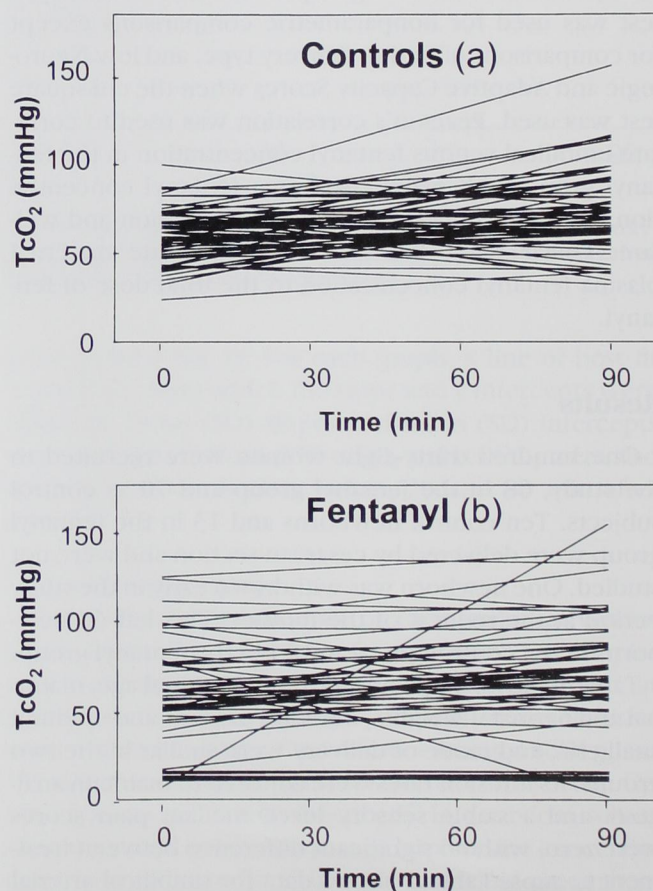 Controls (a)
TcO₂ (mmHg)
150
100
50
0
0 30 60 90
Time (min)
Fentanyl (b)
TcO₂ (mmHg)
150
100
50
0
0 30 60 90
Time (min)